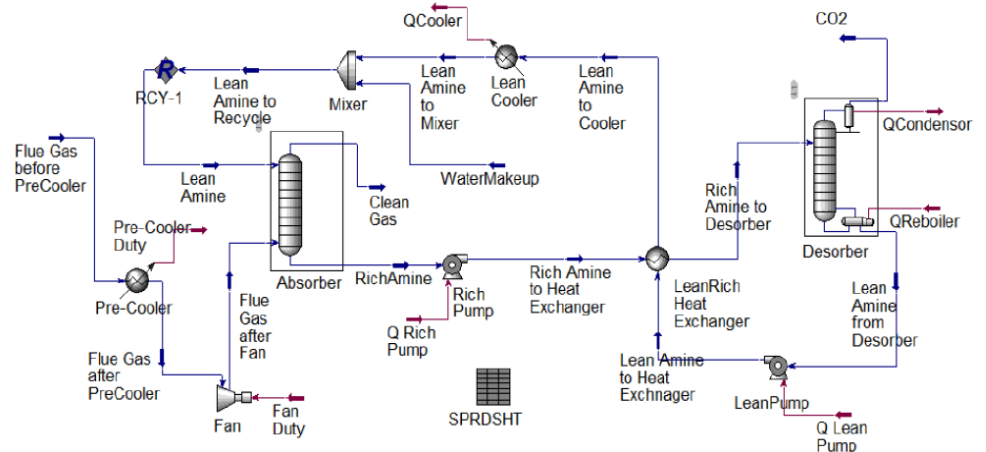 QCooler
CO2
R
RCY-1
Lean
Amine to
Recycle
Mixer
Lean
Amine
to
Mixer
Lean
Cooler
Lean
Amine to
Cooler
QCondensor
Flue Gas
before
PreCooler
Lean
Amine
Clean
Gas
WaterMakeup
Rich
Amine to
Desorber
QReboiler
Desorber
Pre-Cooler
Duty
Pre-Cooler
Absorber
RichAmine
Rich
Pump
Rich Amine
to Heat
Exchanger
LeanRich
Heat
Exchanger
Lean
Amine
from
Desorber
Flue
Gas
after
Fan
Q Rich
Pump
Flue Gas
after
PreCooler
Lean Amine
to Heat
Exchnager
LeanPump
Fan
Fan
Duty
SPRDSHT
Q Lean
Pump